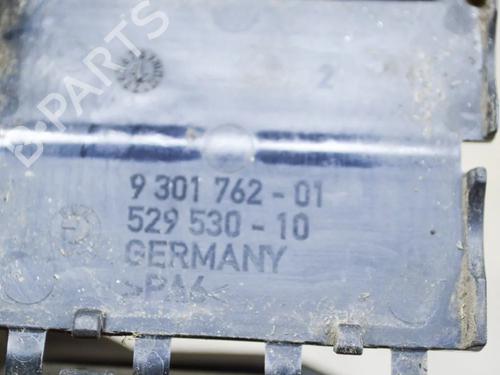 B-PARTS
2
9 301 762-01
529 530-10
GERMANY
>PA6<